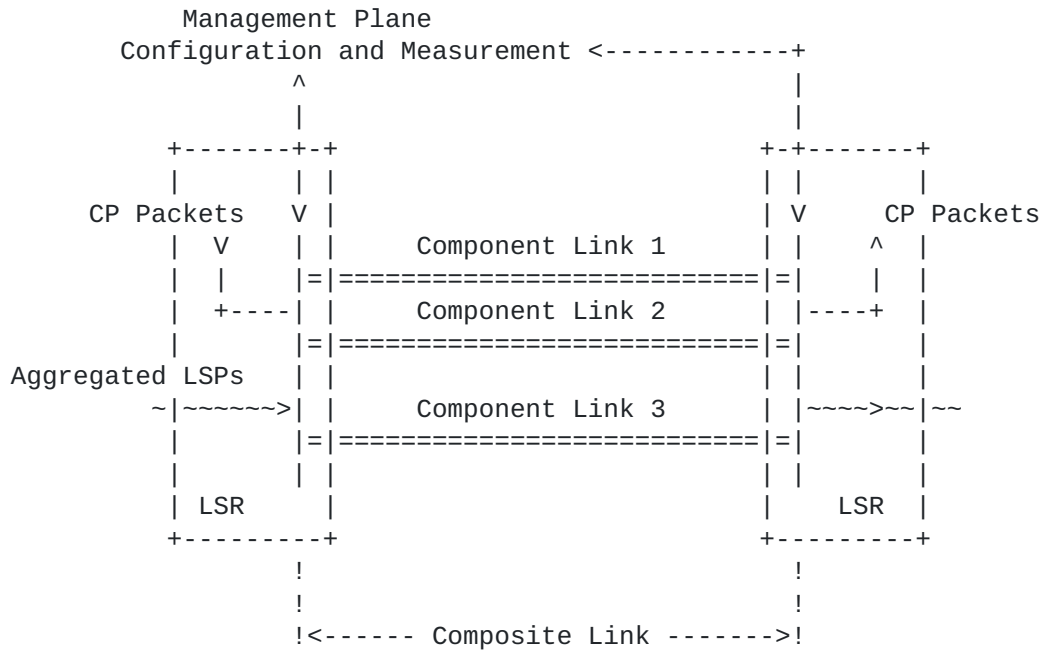 Management Plane
Configuration and Measurement <------------+
^ |
| |
+-------+-+ +-+-------+
| | | | | |
CP Packets V | | V CP Packets
| V | | Component Link 1 | | ^ |
| | |=|===========================|=| | |
| +----| | Component Link 2 | |----+ |
| |=|===========================|=| |
Aggregated LSPs | | | | |
~|~~~~~~>| | Component Link 3 | |~~~~>~~|~~
| |=|===========================|=| |
| | | | | |
| LSR | | LSR |
+---------+ +---------+
! !
! !
!<------ Composite Link ------->!